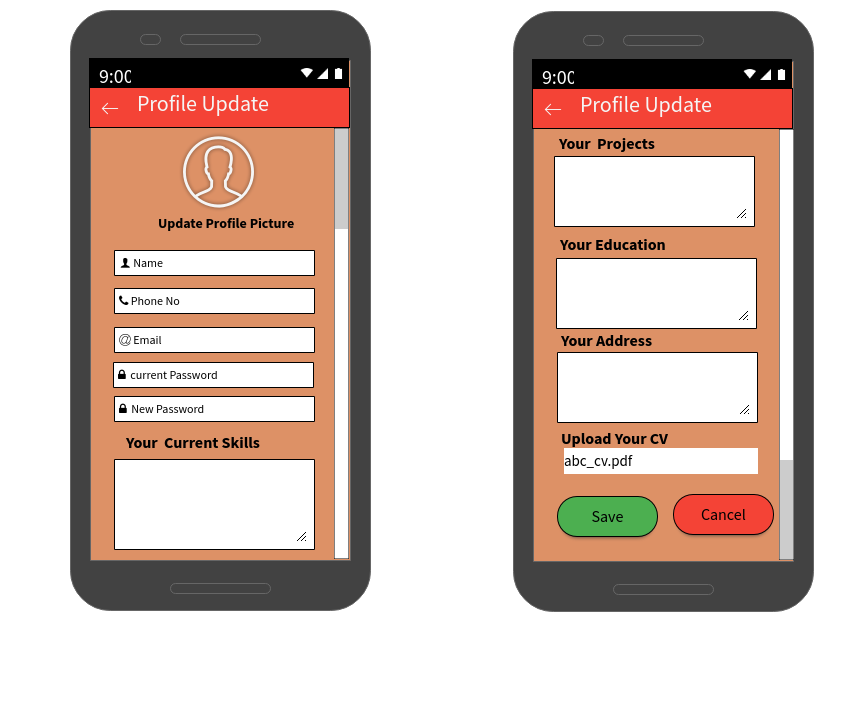 9:00
Profile Update
Update Profile Picture
Name
Phone No
@ Email
current Password
New Password
Your Current Skills
9:00
Profile Update
Your Projects
Your Education
Your Address
Upload Your CV
abc_cv.pdf
Save
Cancel